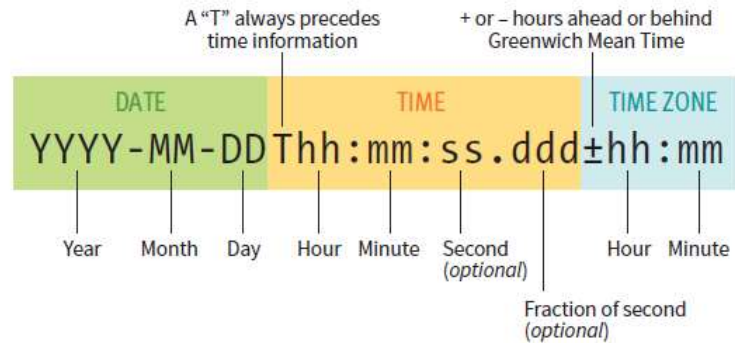 A “T” always precedes
time information
+ or – hours ahead or behind
Greenwich Mean Time
DATE
TIME
TIME ZONE
YYYY-MM-DDThh:mm:ss.ddd±hh:mm
Year
Month
Day
Hour
Minute
Second
(optional)
Fraction of second
(optional)
Hour
Minute